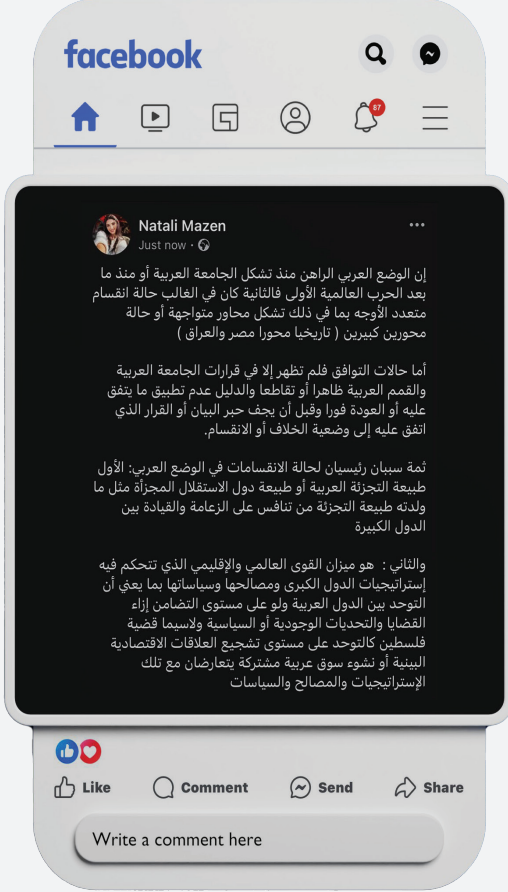 facebook
87
Natali Mazen
Just now ·
إن الوضع العربي الراهن منذ تشكل الجامعة العربية أو منذ ما
بعد الحرب العالمية الأولى فالثانية كان في الغالب حالة انقسام
متعدد الأوجه بما في ذلك تشكل محاور متواجهة أو حالة
محورين كبيرين ( تاريخيا محورا مصر والعراق )
أما حالات التوافق فلم تظهر إلا في قرارات الجامعة العربية
والقمم العربية ظاهرا أو تقاطعا والدليل عدم تطبيق ما يتفق
عليه أو العودة فورا وقبل أن يجف حبر البيان أو القرار الذي
اتفق عليه إلى وضعية الخلاف أو الانقسام.
ثمة سببان رئيسيان لحالة الانقسامات في الوضع العربي: الأول
طبيعة التجزئة العربية أو طبيعة دول الاستقلال المجزأة مثل ما
ولدته طبيعة التجزئة من تنافس على الزعامة والقيادة بين
الدول الكبيرة
والثاني : هو ميزان القوى العالمي والإقليمي الذي تتحكم فيه
إستراتيجيات الدول الكبرى ومصالحها وسياساتها بما يعني أن
التوحد بين الدول العربية ولو على مستوى التضامن إزاء
القضايا والتحديات الوجودية أو السياسية ولاسيما قضية
فلسطين كالتوحد على مستوى تشجيع العلاقات الاقتصادية
البينية أو نشوء سوق عربية مشتركة يتعارضان مع تلك
الإستراتيجيات والمصالح والسياسات
Like Comment Send Share
Write a comment here